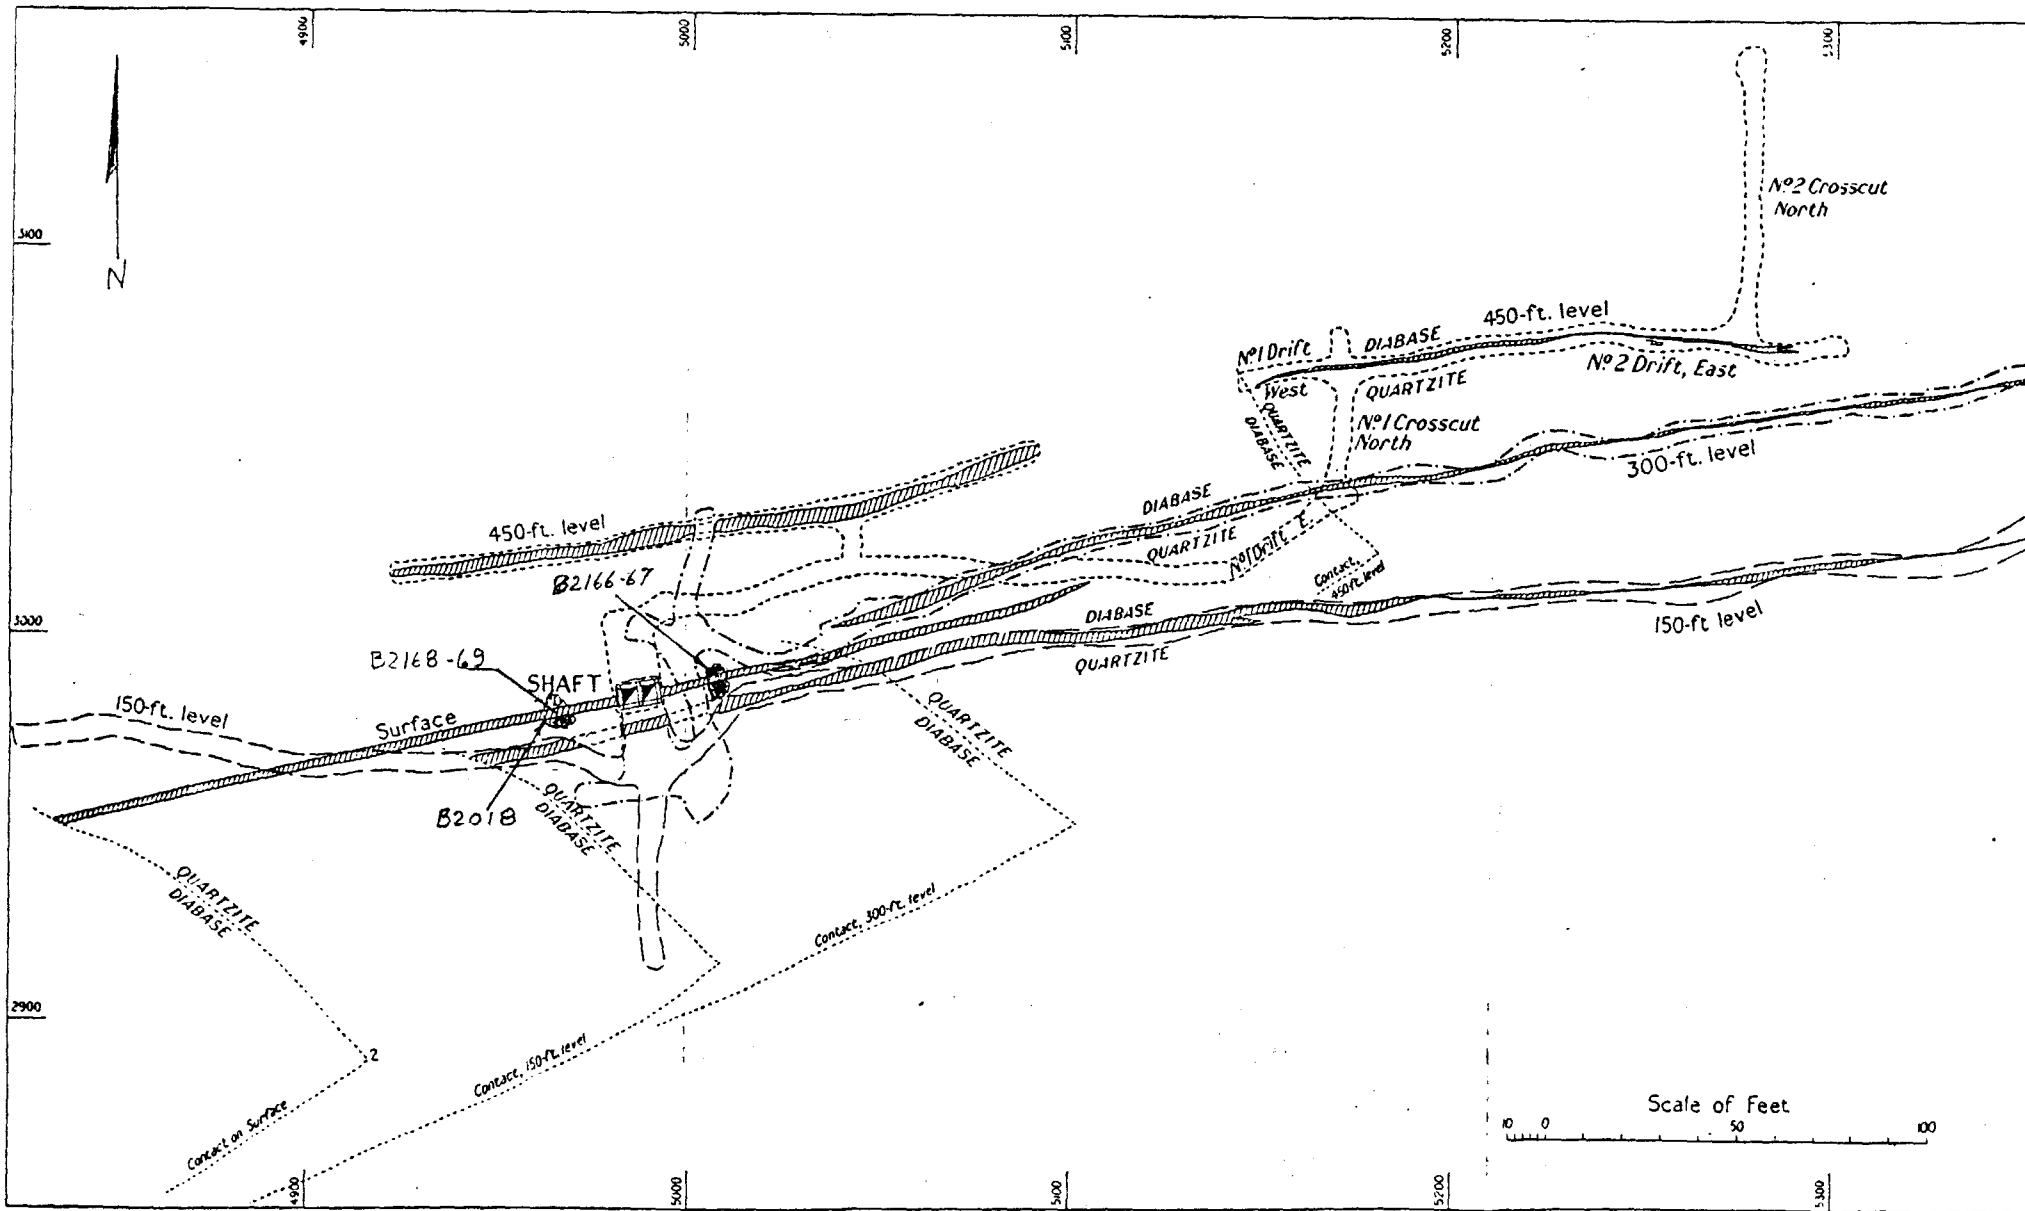 4900
5000
5100
5200
5300
3100
N
Nº2 Crosscut
North
450-ft. level
DIABASE
Nº1 Drift
West
QUARTZITE
Nº2 Drift, East
QUARTZITE
DIABASE
Nº1 Crosscut
North
300-ft. level
DIABASE
QUARTZITE
Nº1 Drift E.
450-ft. level
B2166-67
Contact,
450ft. level
3000
DIABASE
QUARTZITE
150-ft level
B2168-69
SHAFT
150-ft. level
Surface
QUARTZITE
DIABASE
B2018
QUARTZITE
DIABASE
QUARTZITE
DIABASE
Contact, 300-ft. level
2900
2
Contact, 150-ft. level
Contact on Surface
Scale of Feet
10 0 50 100
4900
5000
5100
5200
5300